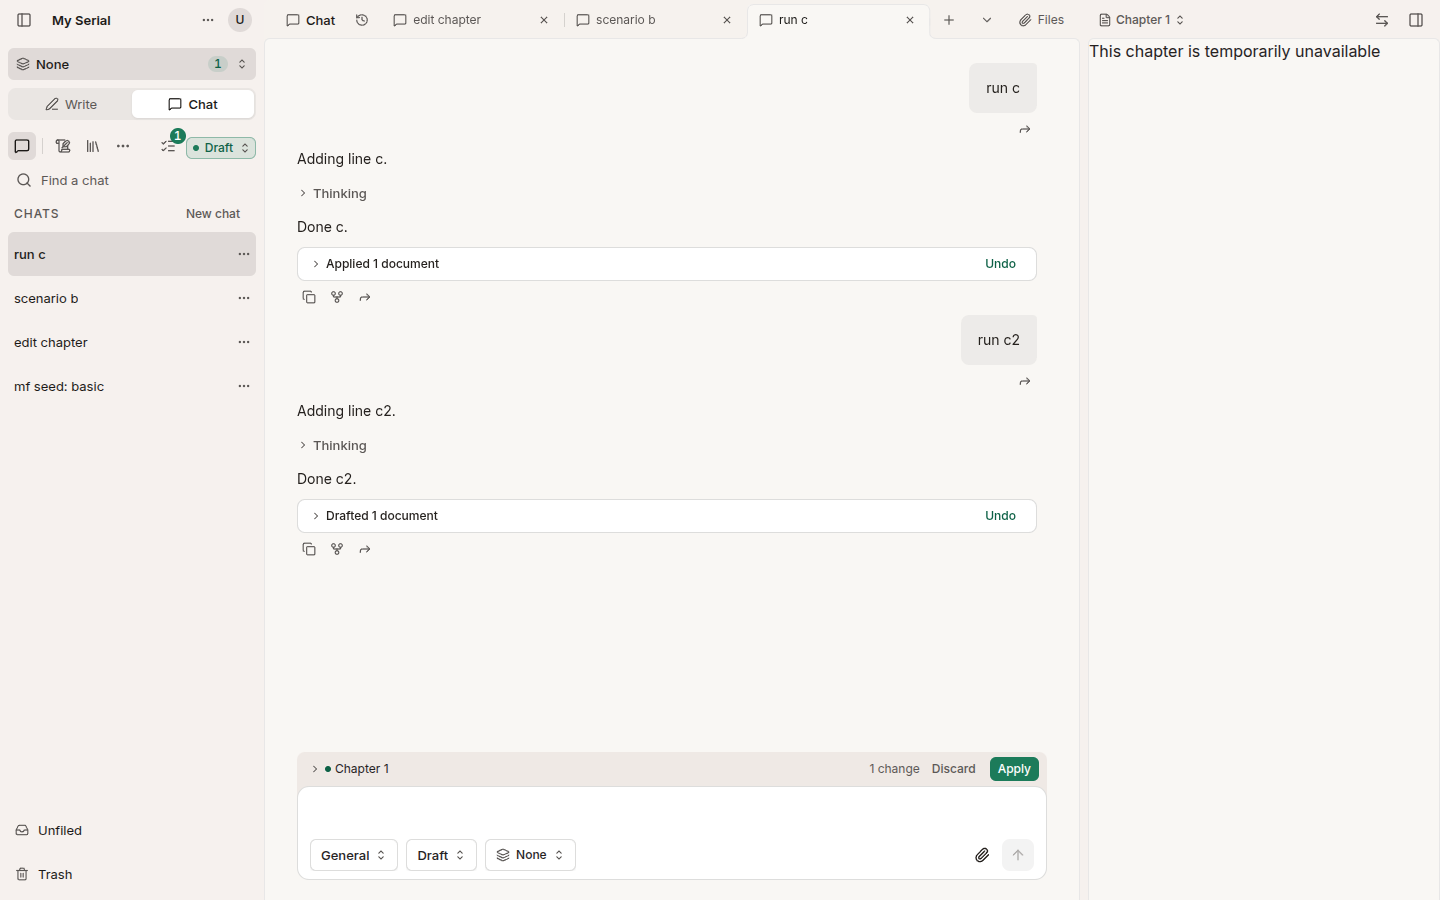 My Serial
U
None
1
Write
Chat
1
Draft
Find a chat
CHATS
New chat
run c
scenario b
edit chapter
mf seed: basic
Unfiled
Trash
Chat
edit chapter
scenario b
run c
Files
run c
Adding line c.
Thinking
Done c.
Applied 1 document
Undo
run c2
Adding line c2.
Thinking
Done c2.
Drafted 1 document
Undo
Chapter 1
1 change
Discard
Apply
General
Draft
None
Chapter 1
This chapter is temporarily unavailable